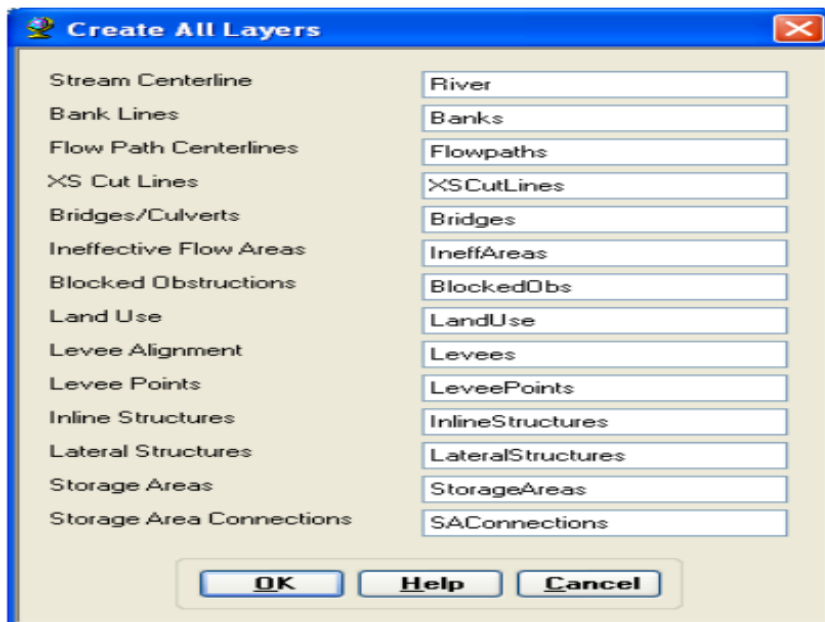 Create All Layers
Stream Centerline River
Bank Lines Banks
Flow Path Centerlines Flowpaths
XS Cut Lines XSCutLines
Bridges/Culverts Bridges
Ineffective Flow Areas IneffAreas
Blocked Obstructions BlockedObs
Land Use LandUse
Levee Alignment Levees
Levee Points LeveePoints
Inline Structures InlineStructures
Lateral Structures LateralStructures
Storage Areas StorageAreas
Storage Area Connections SAConnections
OK Help Cancel